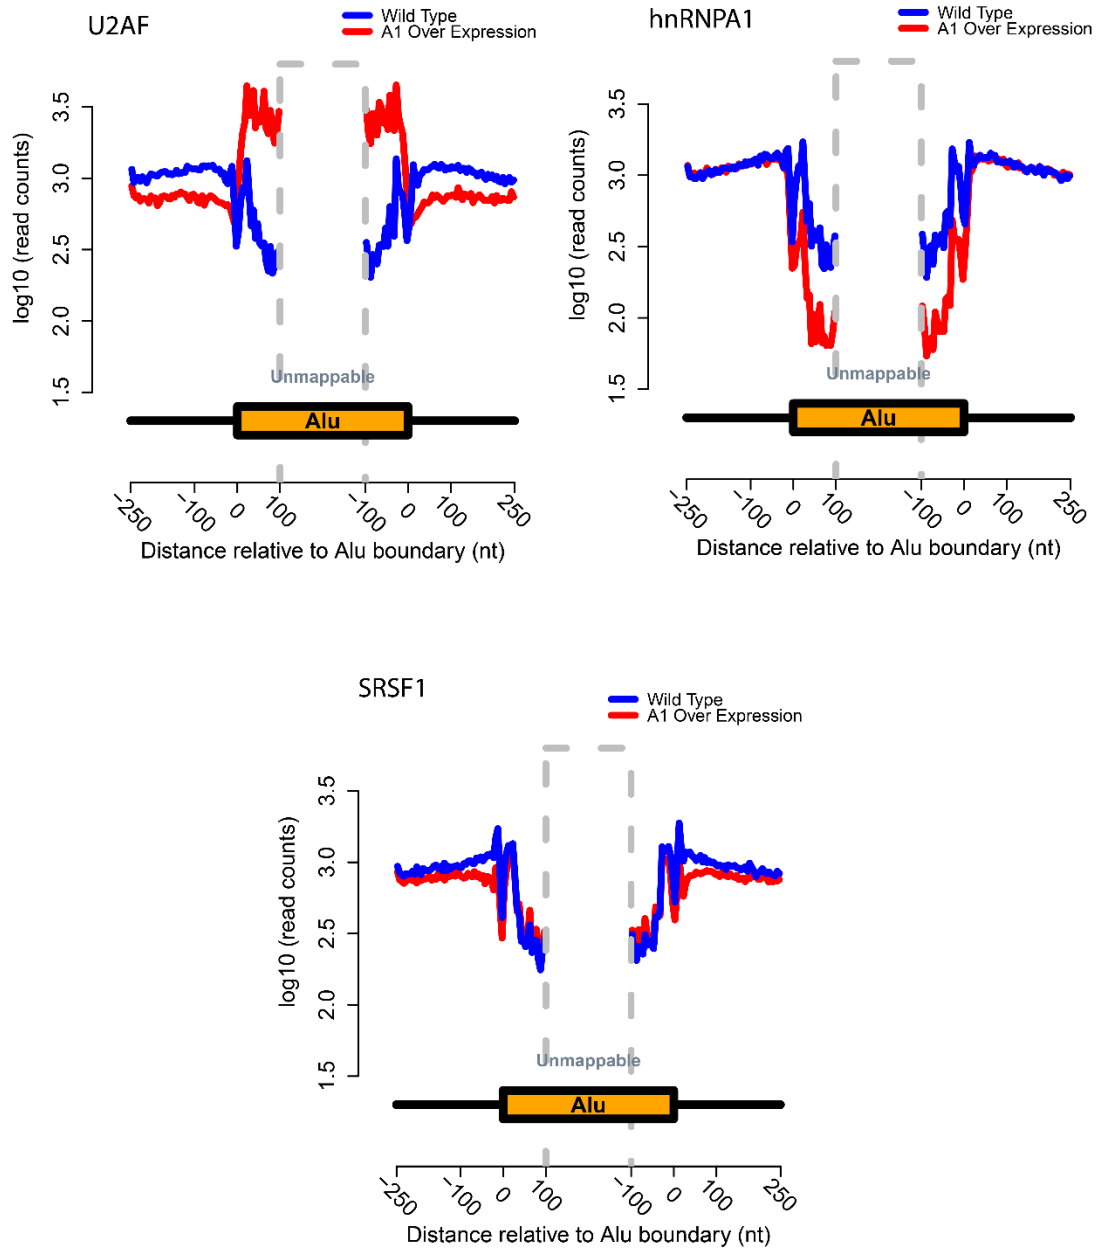 U2AF
Wild Type
A1 Over Expression
log10 (read counts)
3.5
3.0
2.5
2.0
1.5
Unmappable
Alu
−250
−100
0
100
−100
0
100
250
Distance relative to Alu boundary (nt)
hnRNPA1
Wild Type
A1 Over Expression
log10 (read counts)
3.5
3.0
2.5
2.0
1.5
Unmappable
Alu
−250
−100
0
100
−100
0
100
250
Distance relative to Alu boundary (nt)
SRSF1
Wild Type
A1 Over Expression
log10 (read counts)
3.5
3.0
2.5
2.0
1.5
Unmappable
Alu
−250
−100
0
100
−100
0
100
250
Distance relative to Alu boundary (nt)